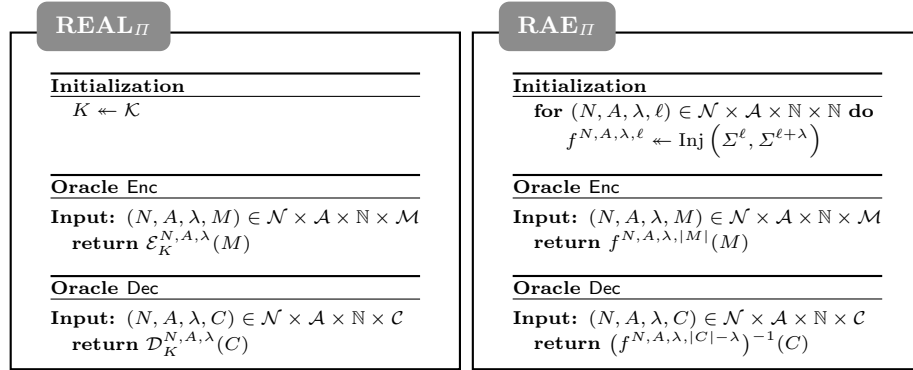 REAL_Π
Initialization
K ↞ 𝒦
Oracle Enc
Input: (N, A, λ, M) ∈ 𝒩 × 𝒜 × ℕ × ℳ
return ℰ_K^{N,A,λ}(M)
Oracle Dec
Input: (N, A, λ, C) ∈ 𝒩 × 𝒜 × ℕ × 𝒞
return 𝒟_K^{N,A,λ}(C)
RAE_Π
Initialization
for (N, A, λ, ℓ) ∈ 𝒩 × 𝒜 × ℕ × ℕ do
f^{N,A,λ,ℓ} ↞ Inj (Σ^ℓ, Σ^{ℓ+λ})
Oracle Enc
Input: (N, A, λ, M) ∈ 𝒩 × 𝒜 × ℕ × ℳ
return f^{N,A,λ,|M|}(M)
Oracle Dec
Input: (N, A, λ, C) ∈ 𝒩 × 𝒜 × ℕ × 𝒞
return (f^{N,A,λ,|C|−λ})^{−1}(C)